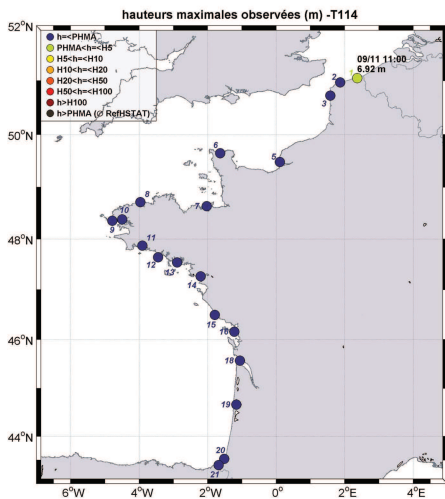 hauteurs maximales observées (m) -T114
52°N
h=<PHMA
PHMA<h=<H5
H5<h=<H10
H10<h=<H20
H20<h=<H50
H50<h=<H100
h>H100
h>PHMA (∅ RefHSTAT)
09/11 11:00
6.92 m
2
3
50°N
6
5
8
7
10
9
48°N
11
12
13
14
15
16
46°N
18
19
44°N
20
21
6°W
4°W
2°W
0°
2°E
4°E